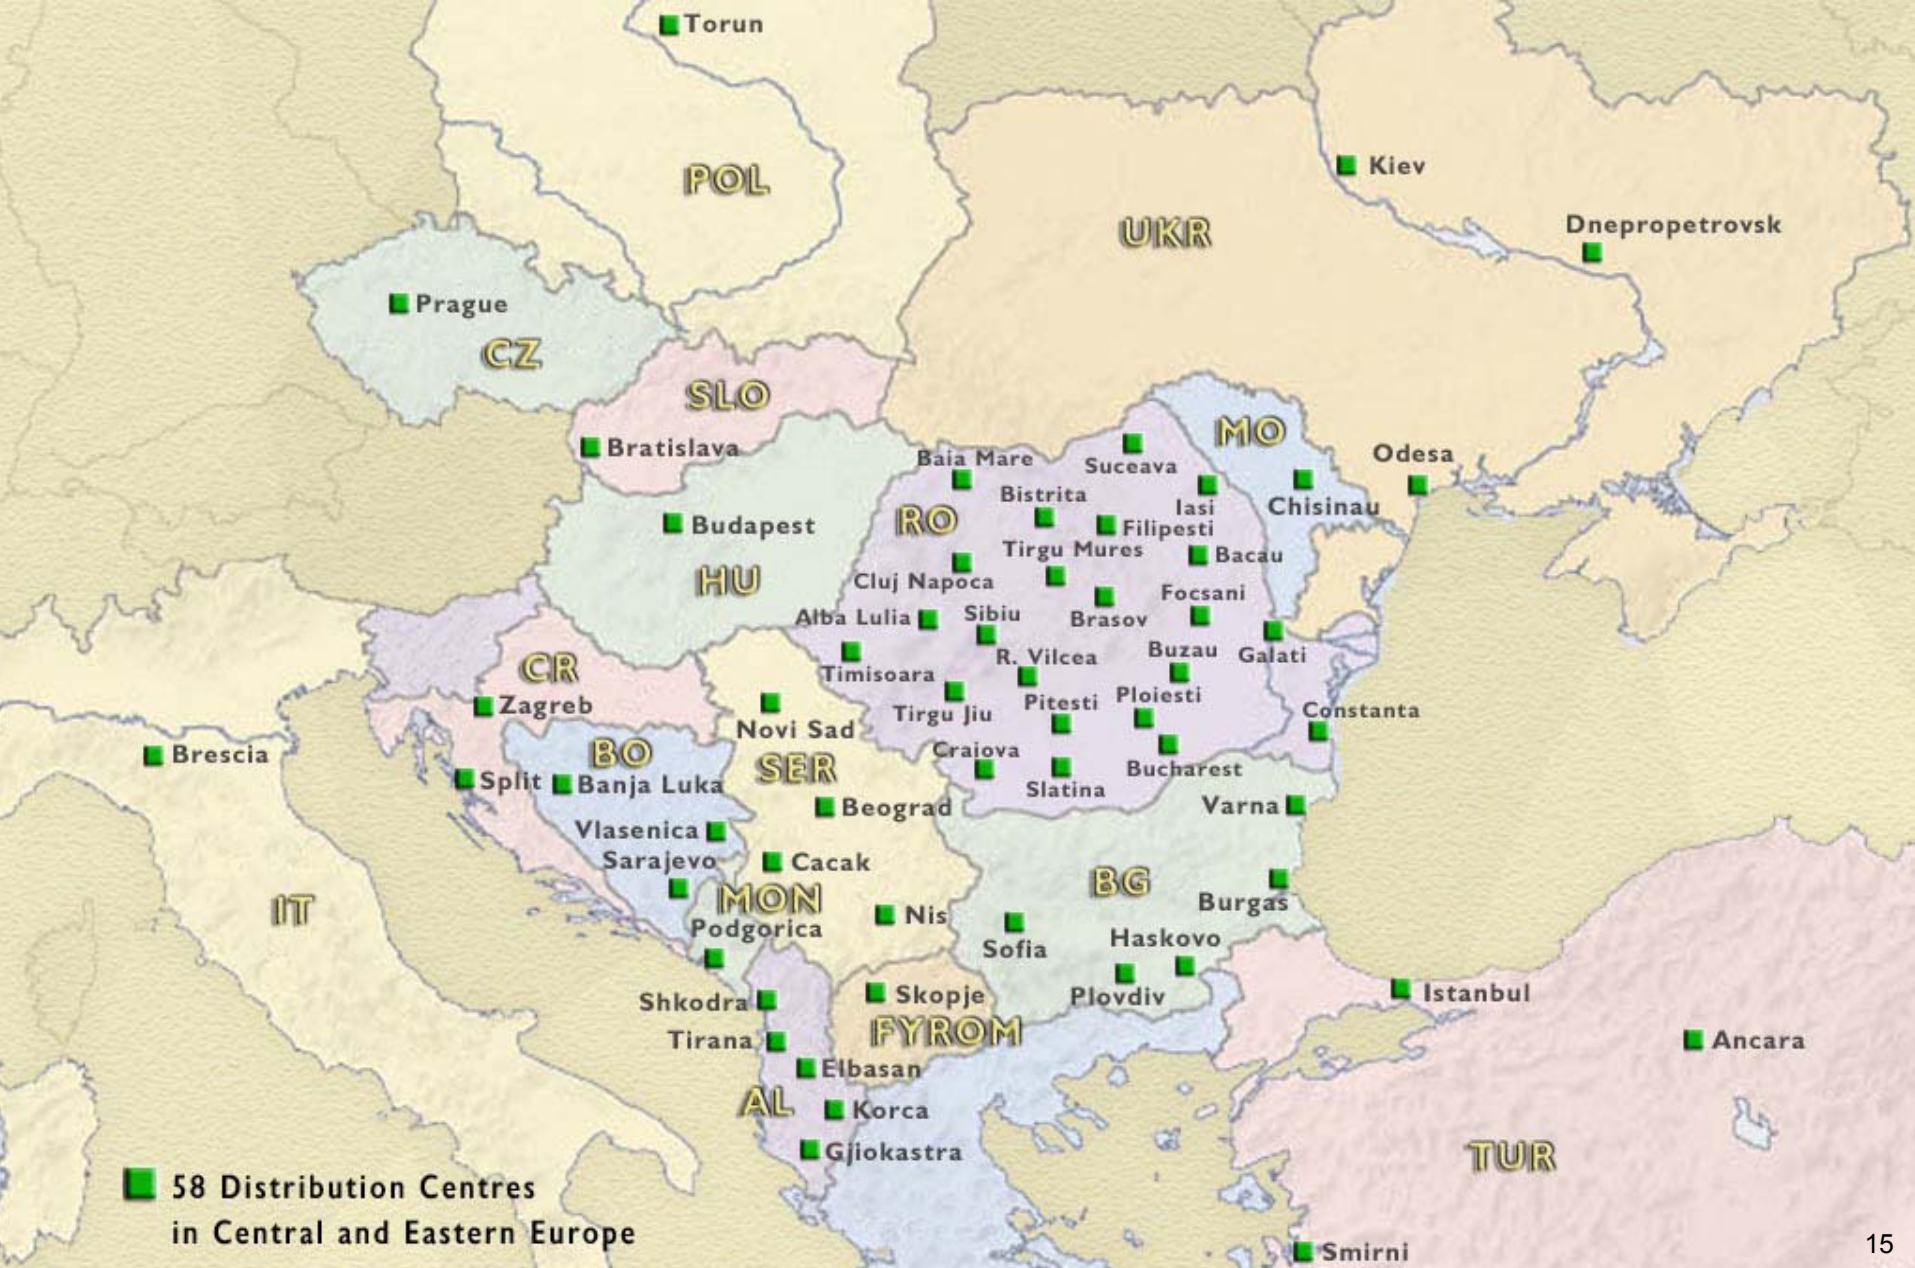 Torun
POL
Kiev
UKR
Dnepropetrovsk
Prague
CZ
SLO
Bratislava
MO
Odesa
Baia Mare
Suceava
Bistrita
Iasi
Chisinau
RO
Filipesti
Budapest
Tirgu Mures
Bacau
HU
Cluj Napoca
Focsani
Alba Lulia
Sibiu
Brasov
R. Vilcea
Buzau
Galati
CR
Timisoara
Zagreb
Tirgu Jiu
Pitesti
Ploiesti
Constanta
Novi Sad
Brescia
BO
Craiova
SER
Bucharest
Split
Banja Luka
Slatina
Beograd
Varna
Vlasenica
Sarajevo
Cacak
BG
MON
Burgas
IT
Nis
Podgorica
Sofia
Haskovo
Shkodra
Skopje
Plovdiv
Istanbul
FYROM
Tirana
Ancara
Elbasan
AL
Korca
Gjiokastra
TUR
58 Distribution Centres
in Central and Eastern Europe
Smirni
15